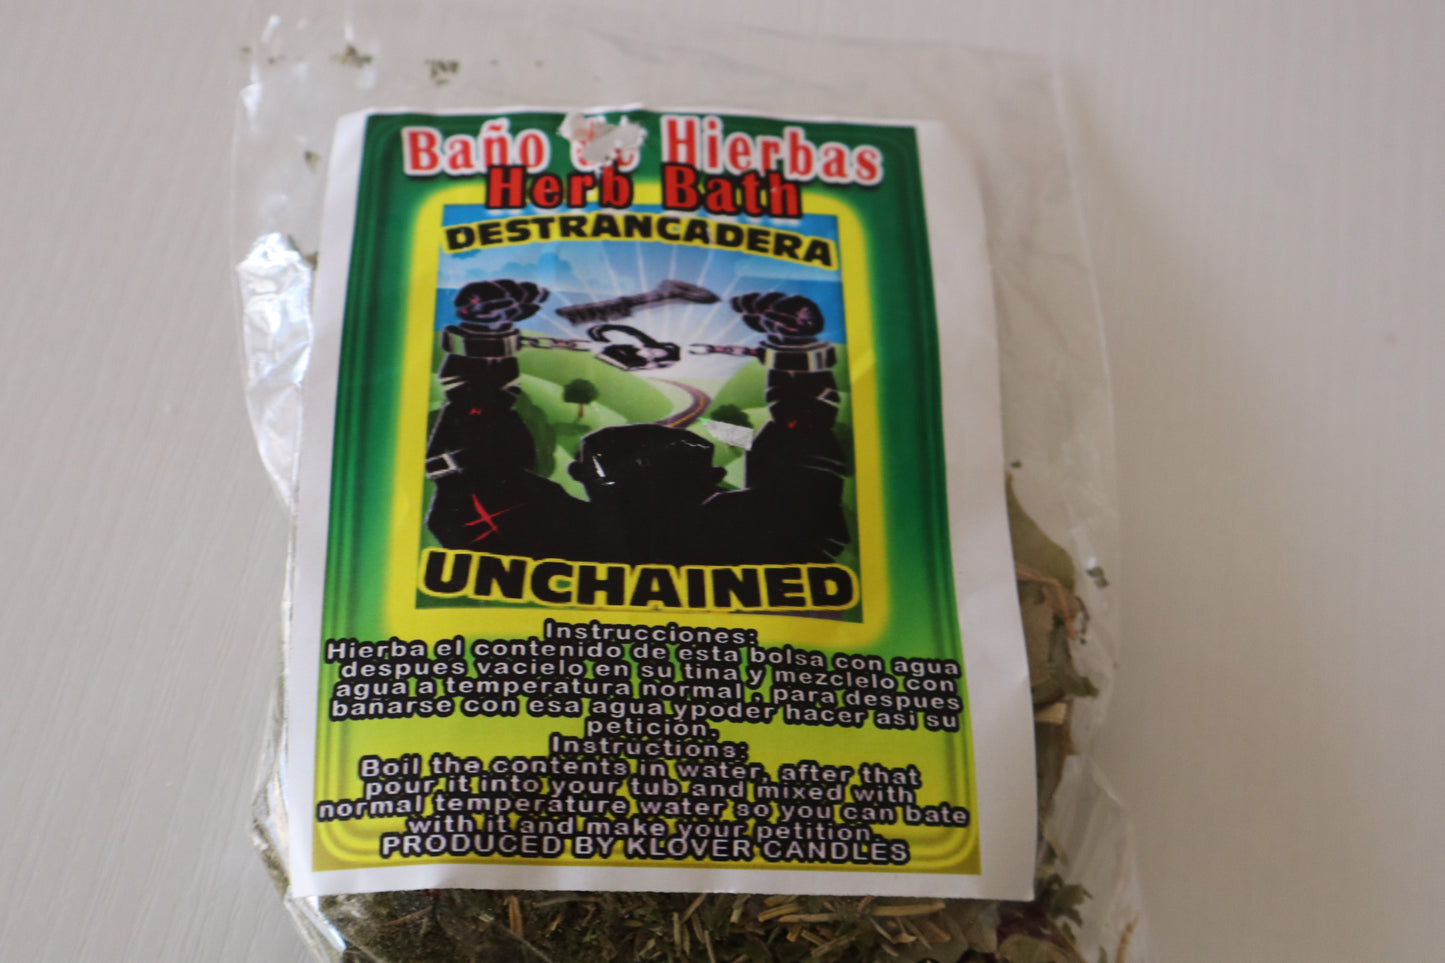 Baño de Hierbas
Herb Bath
DESTRANCADERA
UNCHAINED
Instrucciones:
Hierba el contenido de esta bolsa con agua
despues vacielo en su tina y mezclelo con
agua a temperatura normal , para despues
bañarse con esa agua ypoder hacer asi su
petición.
Instructions:
Boil the contents in water, after that
pour it into your tub and mixed with
normal temperature water so you can bate
with it and make your petition.
PRODUCED BY KLOVER CANDLES